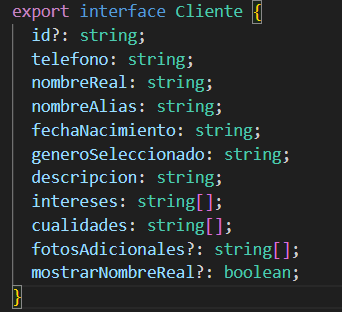 export interface Cliente {
  id?: string;
  telefono: string;
  nombreReal: string;
  nombreAlias: string;
  fechaNacimiento: string;
  generoSeleccionado: string;
  descripcion: string;
  intereses: string[];
  cualidades: string[];
  fotosAdicionales?: string[];
  mostrarNombreReal?: boolean;
}